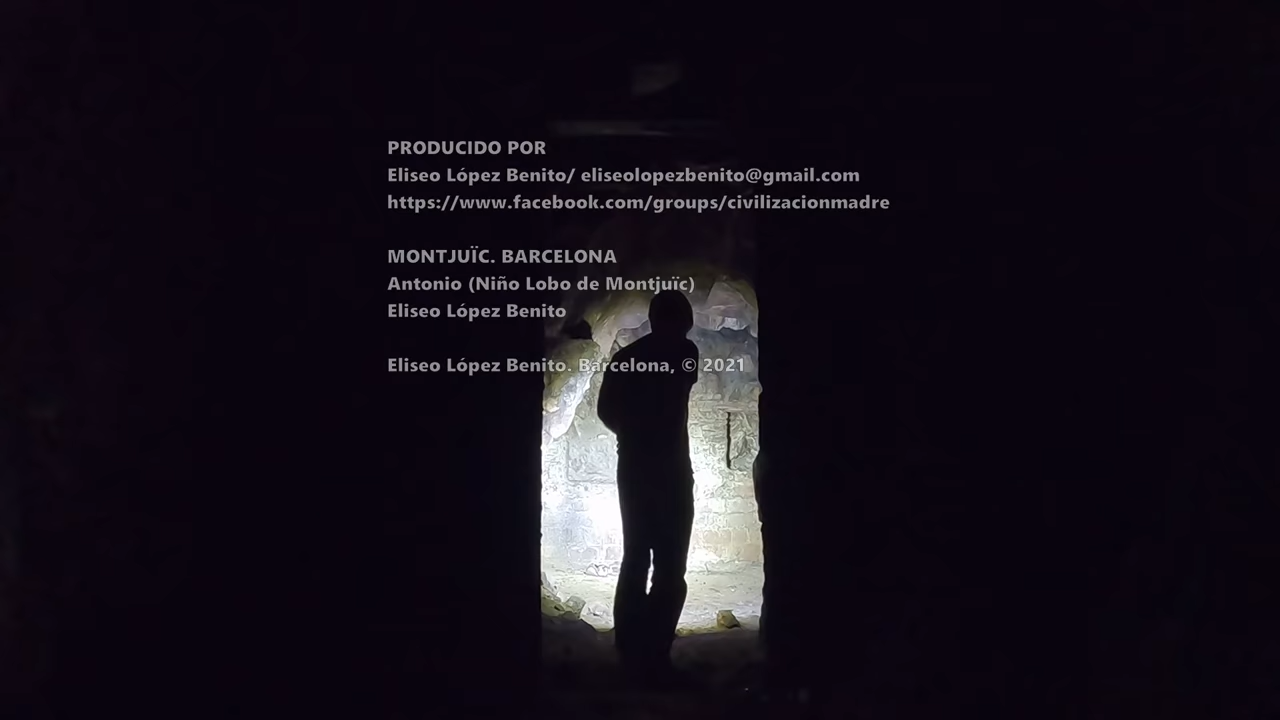 PRODUCIDO POR
Eliseo López Benito/ eliseolopezbenito@gmail.com
https://www.facebook.com/groups/civilizacionmadre
MONTJUÏC. BARCELONA
Antonio (Niño Lobo de Montjuïc)
Eliseo López Benito
Eliseo López Benito. Barcelona, © 2021